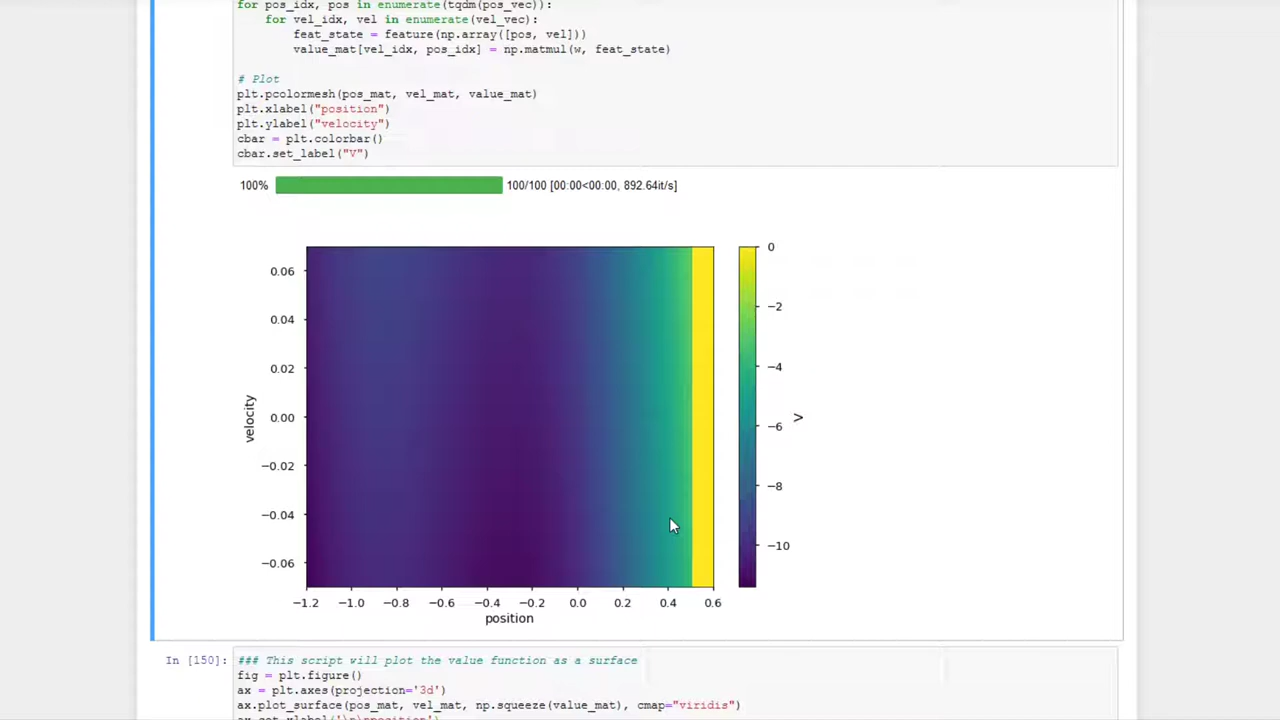 for pos_idx, pos in enumerate(tqdm(pos_vec)):
    for vel_idx, vel in enumerate(vel_vec):
        feat_state = feature(np.array([pos, vel]))
        value_mat[vel_idx, pos_idx] = np.matmul(w, feat_state)
# Plot
plt.pcolormesh(pos_mat, vel_mat, value_mat)
plt.xlabel("position")
plt.ylabel("velocity")
cbar = plt.colorbar()
cbar.set_label("V")
100% 100/100 [00:00<00:00, 892.64it/s]
0.06
0.04
0.02
0.00
−0.02
−0.04
−0.06
velocity
−1.2 −1.0 −0.8 −0.6 −0.4 −0.2 0.0 0.2 0.4 0.6
position
0
−2
−4
−6
−8
−10
V
In [150]: ### This script will plot the value function as a surface
fig = plt.figure()
ax = plt.axes(projection='3d')
ax.plot_surface(pos_mat, vel_mat, np.squeeze(value_mat), cmap="viridis")
ax.set_xlabel('\n\nposition')